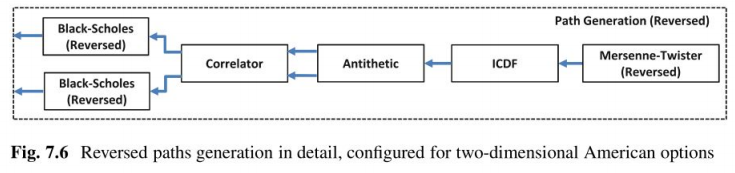 Path Generation (Reversed)
Black-Scholes
(Reversed)
Correlator
Antithetic
ICDF
Mersenne-Twister
(Reversed)
Black-Scholes
(Reversed)
Fig. 7.6 Reversed paths generation in detail, configured for two-dimensional American options